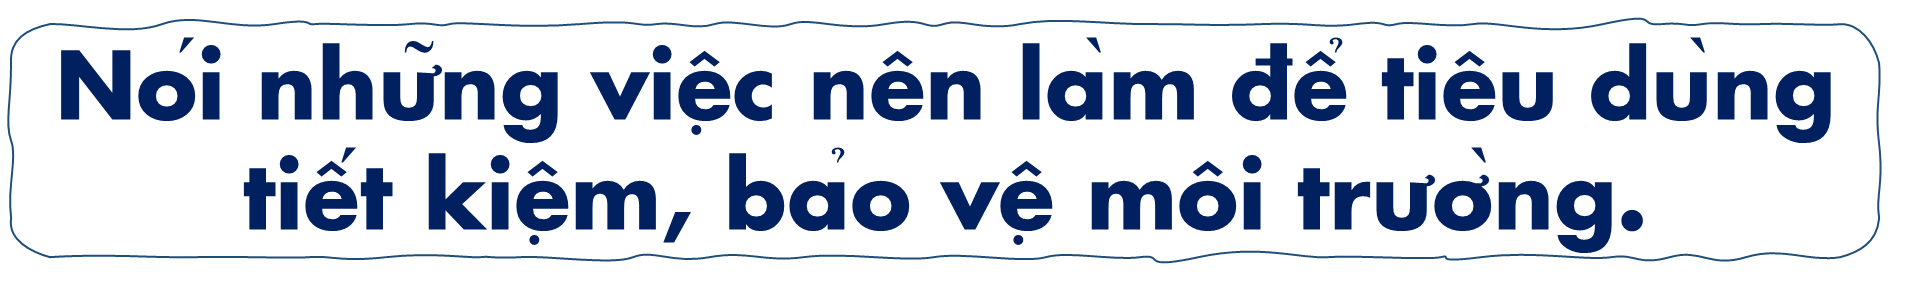 Nói những việc nên làm để tiêu dùng
tiết kiệm, bảo vệ môi trường.